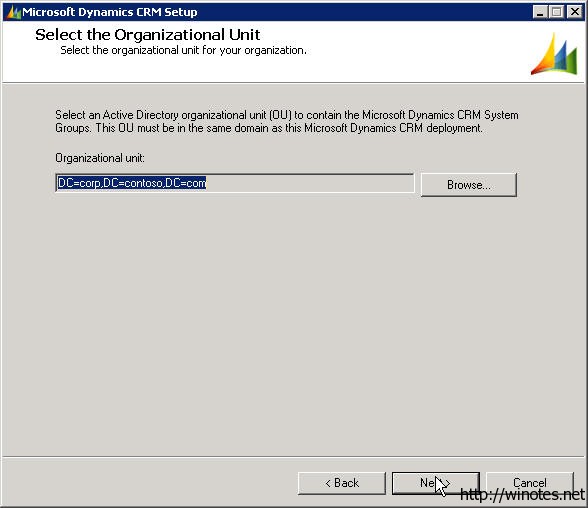 Microsoft Dynamics CRM Setup
Select the Organizational Unit
Select the organizational unit for your organization.
Select an Active Directory organizational unit (OU) to contain the Microsoft Dynamics CRM System
Groups. This OU must be in the same domain as this Microsoft Dynamics CRM deployment.
Organizational unit:
DC=corp,DC=contoso,DC=com
Browse...
< Back
Cancel
http://winotes.net